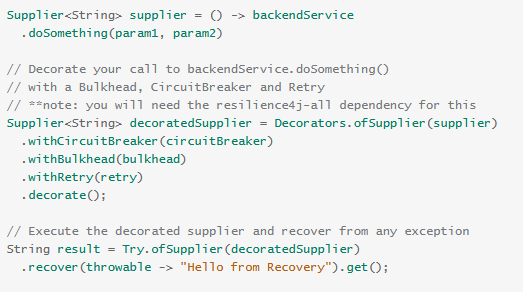 Supplier<String> supplier = () -> backendService
  .doSomething(param1, param2)

// Decorate your call to backendService.doSomething()
// with a Bulkhead, CircuitBreaker and Retry
// **note: you will need the resilience4j-all dependency for this
Supplier<String> decoratedSupplier = Decorators.ofSupplier(supplier)
  .withCircuitBreaker(circuitBreaker)
  .withBulkhead(bulkhead)
  .withRetry(retry)
  .decorate();

// Execute the decorated supplier and recover from any exception
String result = Try.ofSupplier(decoratedSupplier)
  .recover(throwable -> "Hello from Recovery").get();